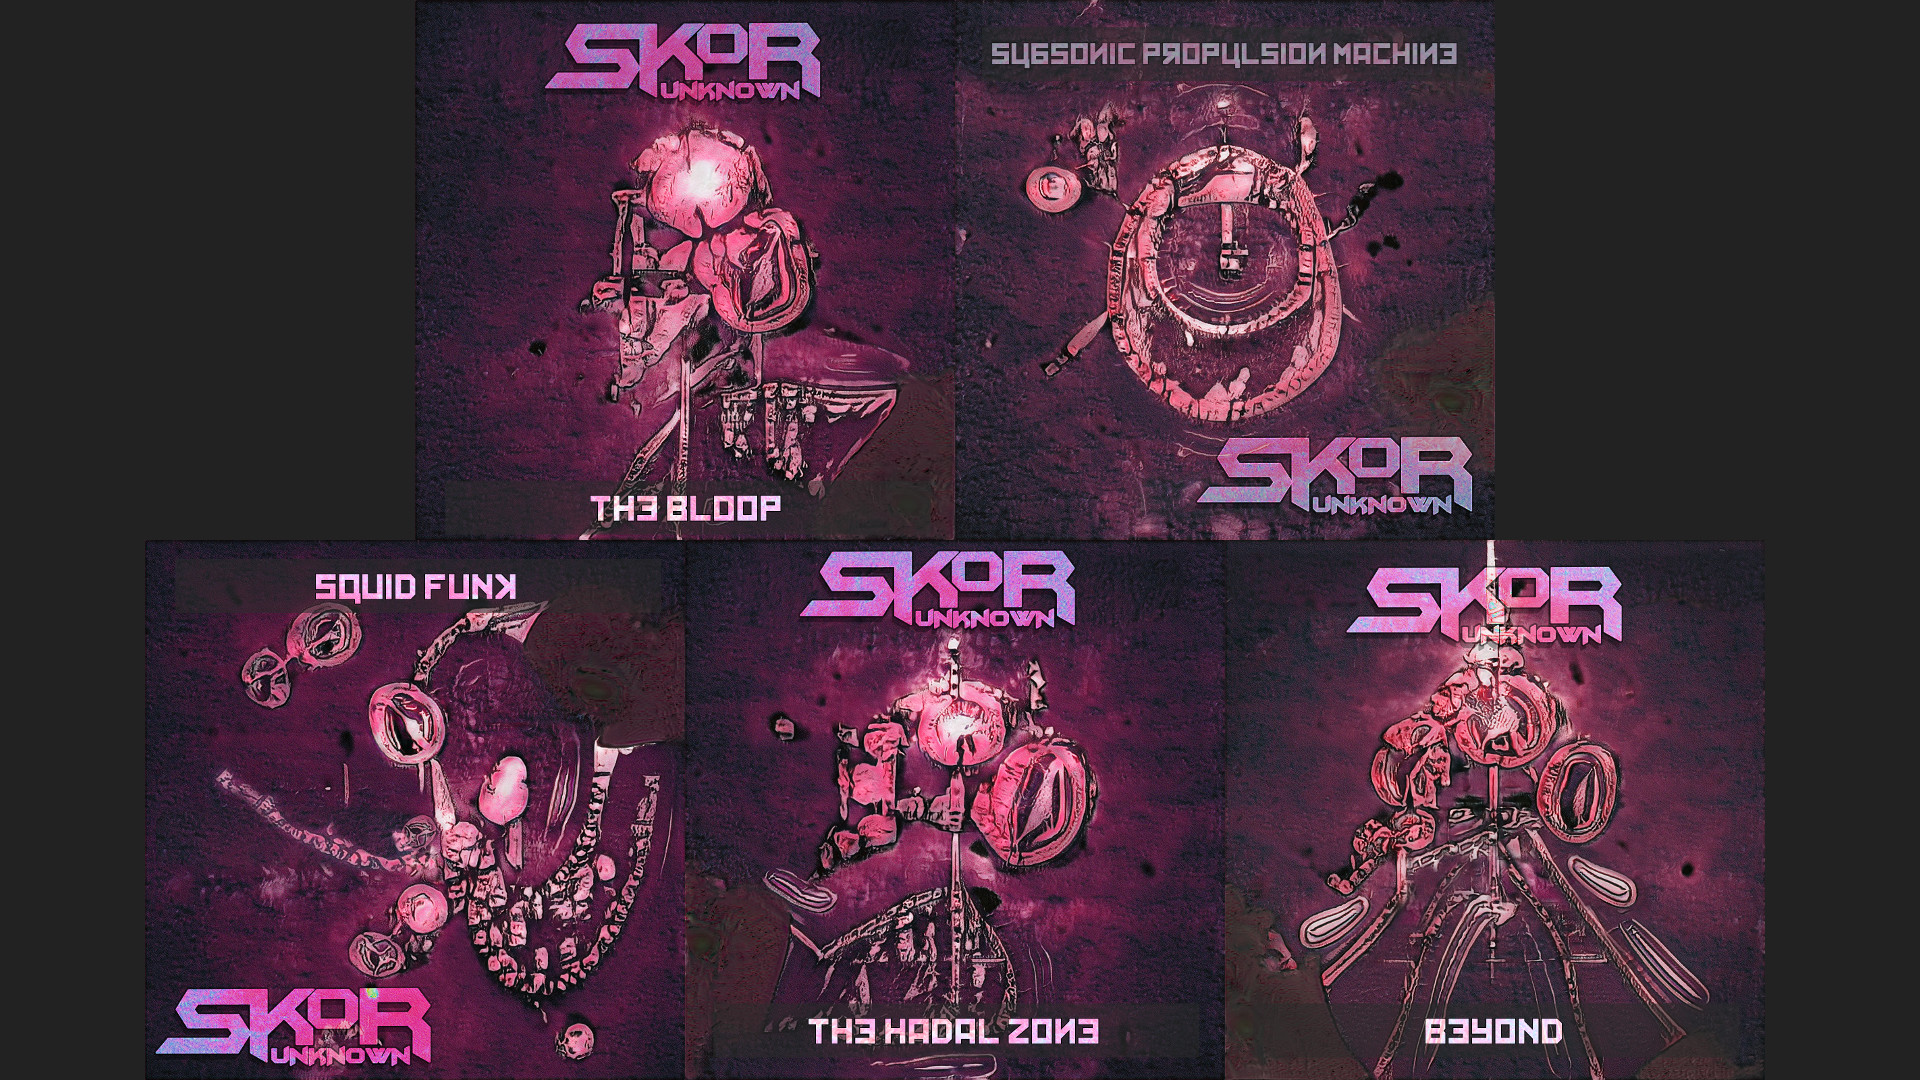 SKOR
UNKNOWN
THE BLOOP
SUBSONIC PROPULSION MACHINE
SKOR
UNKNOWN
SQUID FUNK
SKOR
UNKNOWN
SKOR
UNKNOWN
THE HADAL ZONE
SKOR
UNKNOWN
BEYOND